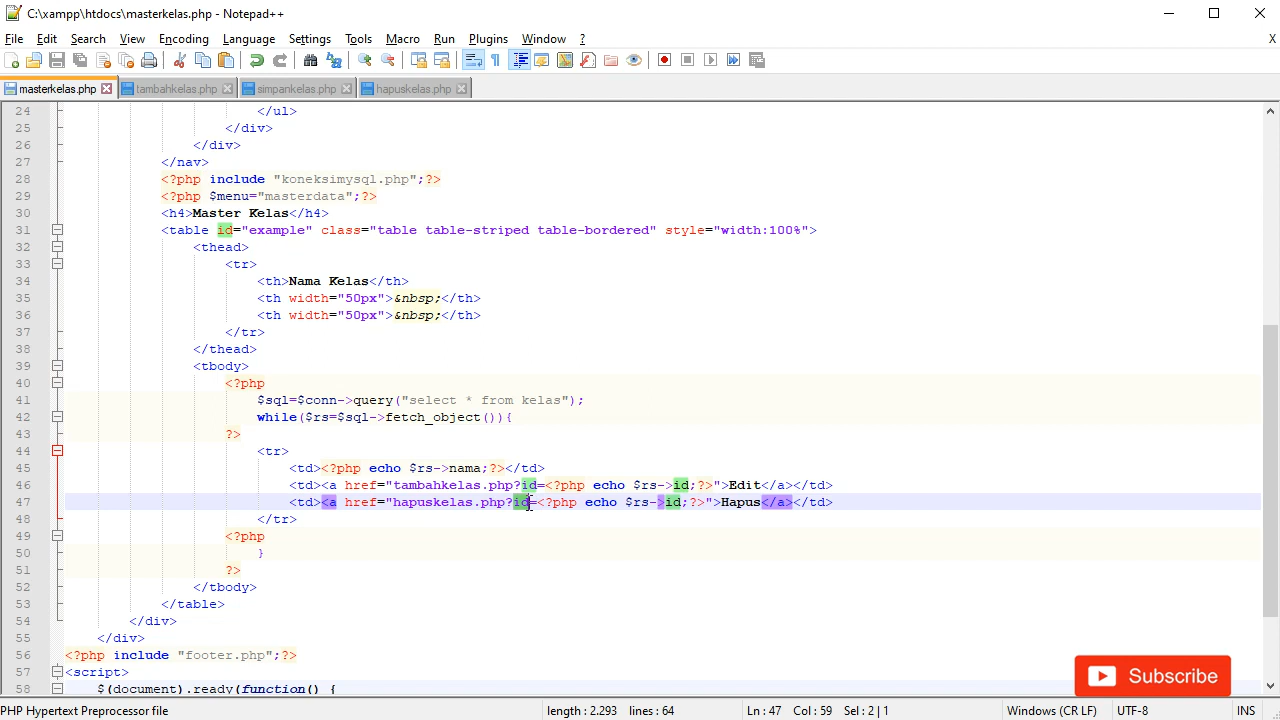 C:\xampp\htdocs\masterkelas.php - Notepad++
File Edit Search View Encoding Language Settings Tools Macro Run Plugins Window ? X
masterkelas.php tambahkelas.php simpankelas.php hapuskelas.php
24 </ul>
25 </div>
26 </div>
27 </nav>
28 <?php include "koneksimysql.php";?>
29 <?php $menu="masterdata";?>
30 <h4>Master Kelas</h4>
31 <table id="example" class="table table-striped table-bordered" style="width:100%">
32 <thead>
33 <tr>
34 <th>Nama Kelas</th>
35 <th width="50px">&nbsp;</th>
36 <th width="50px">&nbsp;</th>
37 </tr>
38 </thead>
39 <tbody>
40 <?php
41 $sql=$conn->query("select * from kelas");
42 while($rs=$sql->fetch_object()){
43 ?>
44 <tr>
45 <td><?php echo $rs->nama;?></td>
46 <td><a href="tambahkelas.php?id=<?php echo $rs->id;?>">Edit</a></td>
47 <td><a href="hapuskelas.php?id=<?php echo $rs->id;?>">Hapus</a></td>
48 </tr>
49 <?php
50 }
51 ?>
52 </tbody>
53 </table>
54 </div>
55 </div>
56 <?php include "footer.php";?>
57 <script>
58 $(document).ready(function() {
Subscribe
PHP Hypertext Preprocessor file length : 2.293 lines : 64 Ln : 47 Col : 59 Sel : 2 | 1 Windows (CR LF) UTF-8 INS